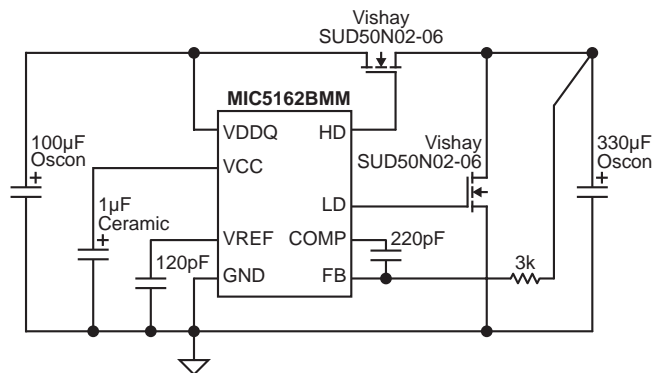 Vishay
SUD50N02-06
MIC5162BMM
VDDQ
HD
Vishay
SUD50N02-06
100µF
Oscon
+
330µF
Oscon
+
VCC
1µF
Ceramic
+
LD
VREF
COMP
220pF
120pF
GND
FB
3k